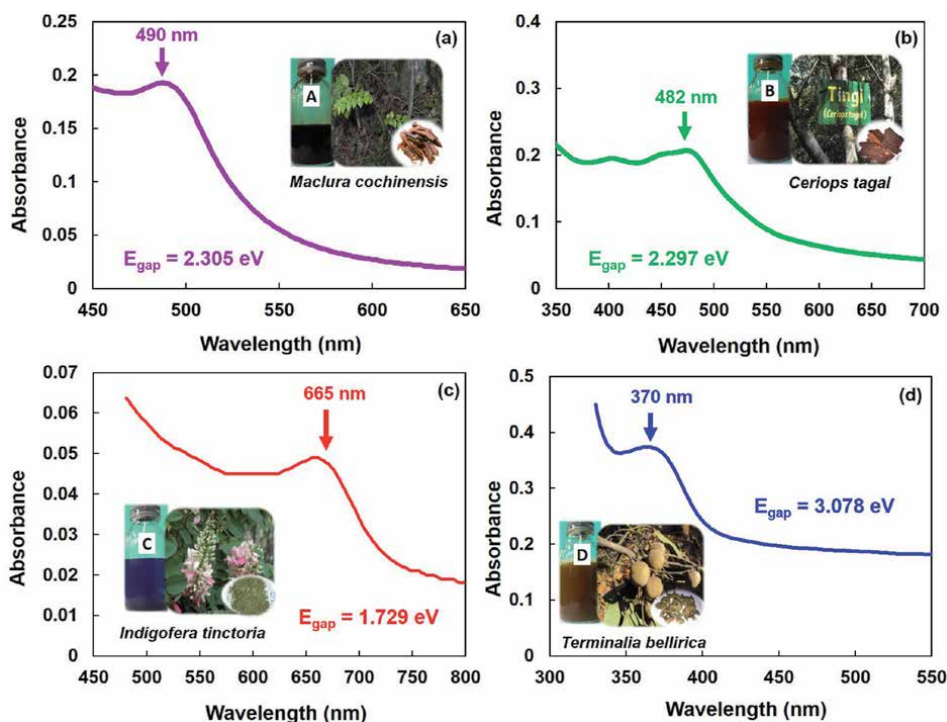 (a)
490 nm
A
Maclura cochinensis
E_gap = 2.305 eV
Absorbance
0.25
0.2
0.15
0.1
0.05
0
450 500 550 600 650
Wavelength (nm)
(b)
482 nm
B
Tingi
(Ceriops tagal)
Ceriops tagal
E_gap = 2.297 eV
Absorbance
0.4
0.3
0.2
0.1
0
350 400 450 500 550 600 650 700
Wavelength (nm)
(c)
665 nm
C
Indigofera tinctoria
E_gap = 1.729 eV
Absorbance
0.07
0.06
0.05
0.04
0.03
0.02
0.01
0
450 500 550 600 650 700 750 800
Wavelength (nm)
(d)
370 nm
E_gap = 3.078 eV
D
Terminalia bellirica
Absorbance
0.5
0.4
0.3
0.2
0.1
0
300 350 400 450 500 550
Wavelength (nm)